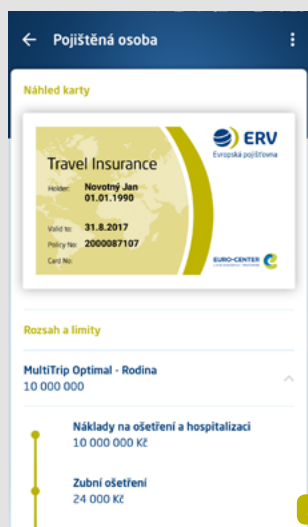 Pojištěná osoba
Náhled karty
ERV
Evropská pojišťovna
Travel Insurance
Holder: Novotný Jan
01.01.1990
Valid to: 31.8.2017
Policy No: 2000087107
Card No:
EURO-CENTER
Rozsah a limity
MultiTrip Optimal - Rodina
10 000 000
Náklady na ošetření a hospitalizaci
10 000 000 Kč
Zubní ošetření
24 000 Kč